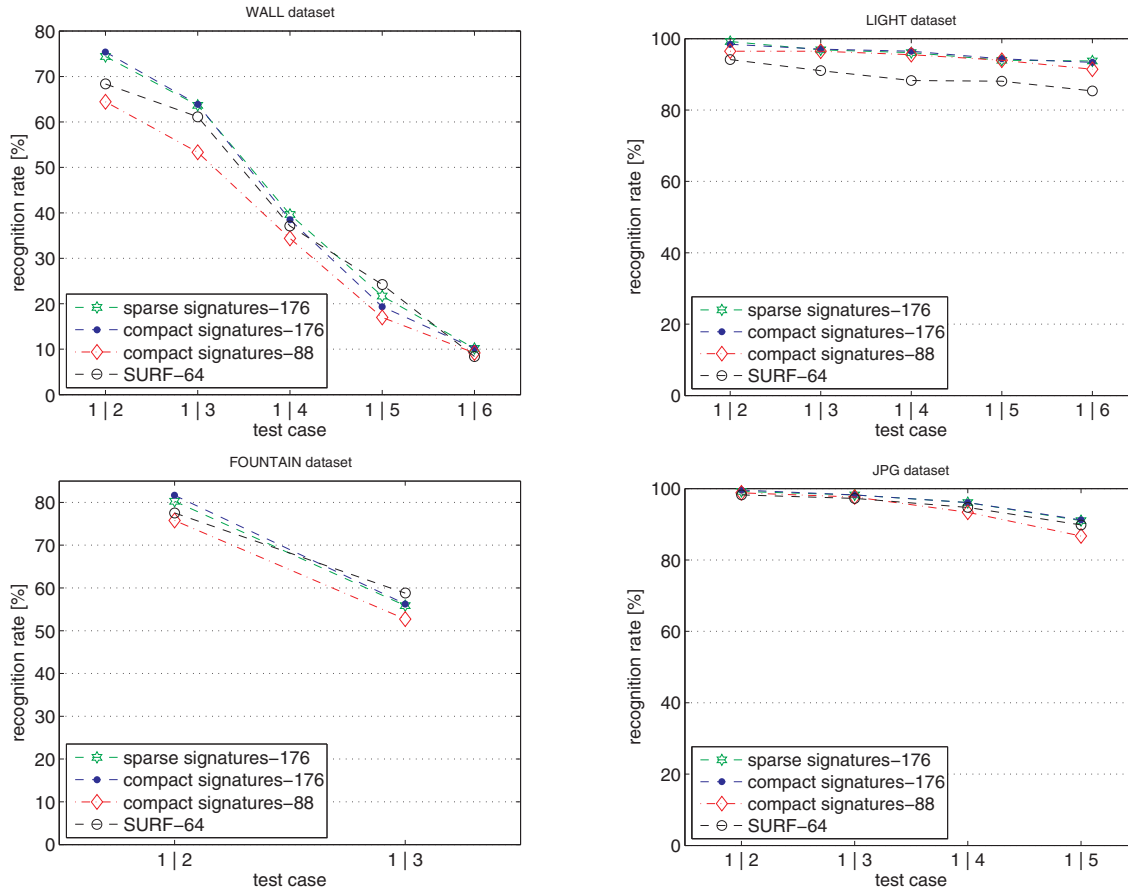 WALL dataset
80
70
60
50
40
30
20
10
0
recognition rate [%]
sparse signatures−176
compact signatures−176
compact signatures−88
SURF−64
1 | 2
1 | 3
1 | 4
1 | 5
1 | 6
test case
LIGHT dataset
100
80
60
40
20
0
recognition rate [%]
sparse signatures−176
compact signatures−176
compact signatures−88
SURF−64
1 | 2
1 | 3
1 | 4
1 | 5
1 | 6
test case
FOUNTAIN dataset
80
70
60
50
40
30
20
10
0
recognition rate [%]
sparse signatures−176
compact signatures−176
compact signatures−88
SURF−64
1 | 2
1 | 3
test case
JPG dataset
100
80
60
40
20
0
recognition rate [%]
sparse signatures−176
compact signatures−176
compact signatures−88
SURF−64
1 | 2
1 | 3
1 | 4
1 | 5
test case